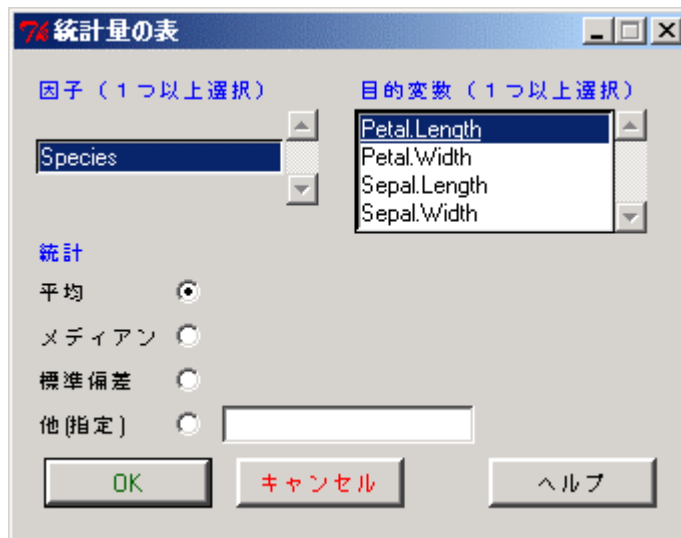 統計量の表
因子（１つ以上選択）
目的変数（１つ以上選択）
Species
Petal.Length
Petal.Width
Sepal.Length
Sepal.Width
統計
平均
メディアン
標準偏差
他(指定)
OK
キャンセル
ヘルプ